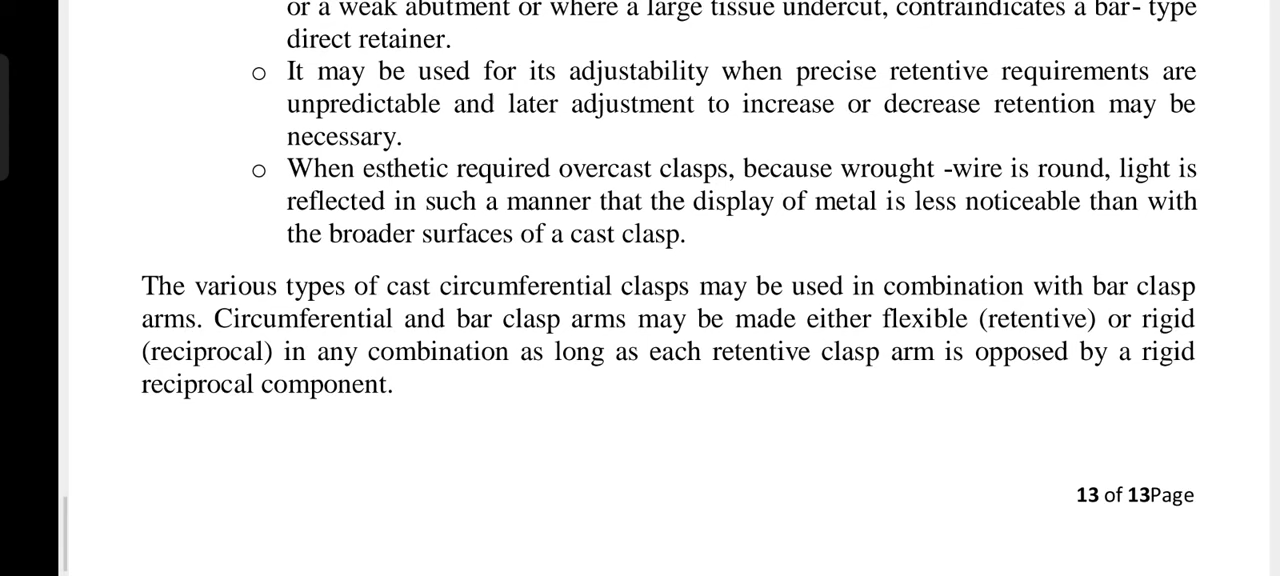 or a weak abutment or where a large tissue undercut, contraindicates a bar- type
direct retainer.
o It may be used for its adjustability when precise retentive requirements are
unpredictable and later adjustment to increase or decrease retention may be
necessary.
o When esthetic required overcast clasps, because wrought -wire is round, light is
reflected in such a manner that the display of metal is less noticeable than with
the broader surfaces of a cast clasp.
The various types of cast circumferential clasps may be used in combination with bar clasp
arms. Circumferential and bar clasp arms may be made either flexible (retentive) or rigid
(reciprocal) in any combination as long as each retentive clasp arm is opposed by a rigid
reciprocal component.
13 of 13Page